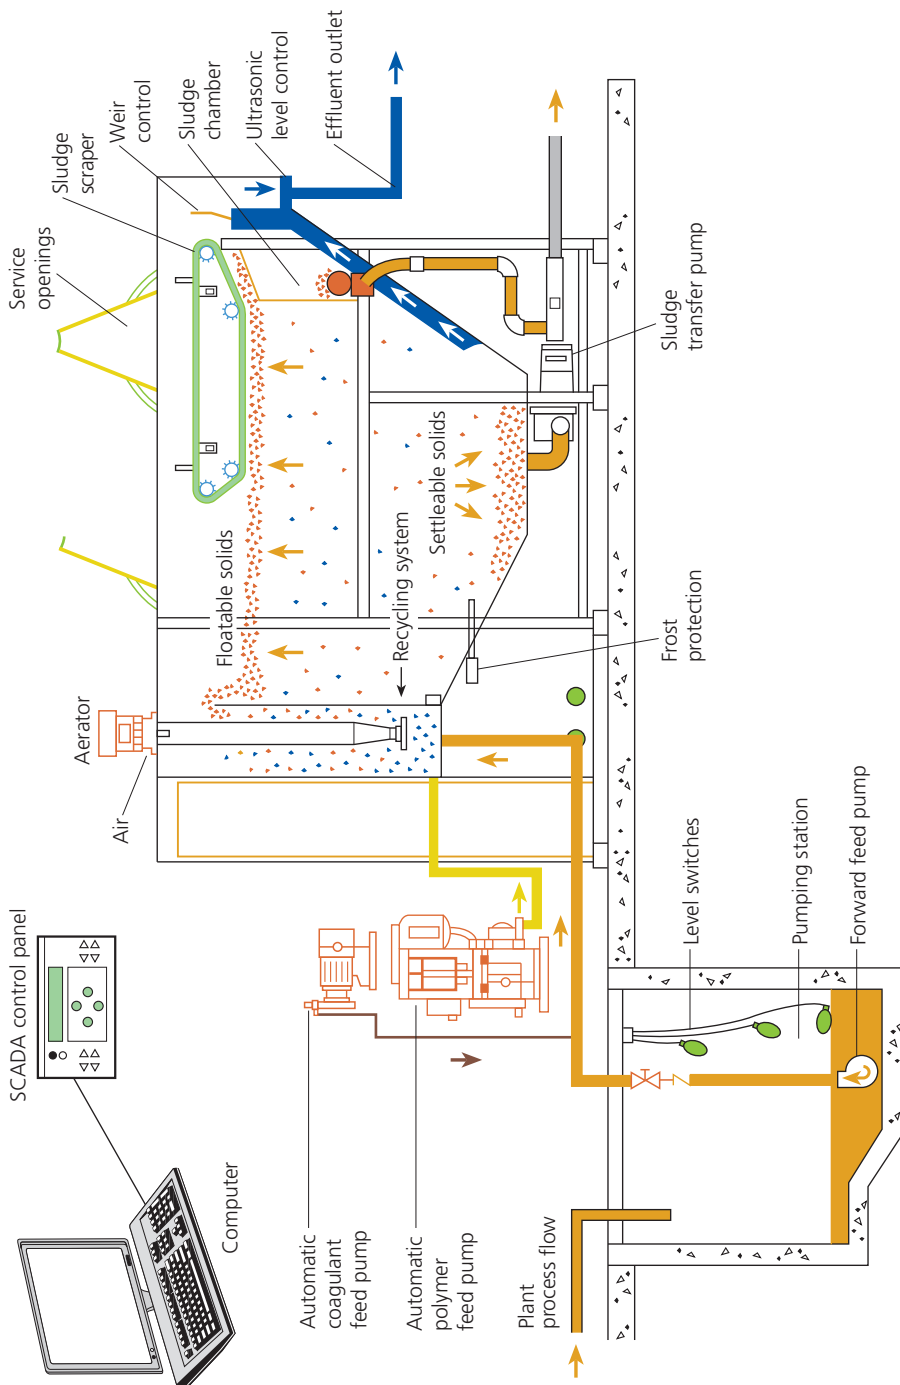 SCADA control panel
Computer
Automatic
coagulant
feed pump
Automatic
polymer
feed pump
Plant
process flow
Air
Aerator
Service
openings
Sludge
scraper
Weir
control
Sludge
chamber
Ultrasonic
level control
Effluent outlet
Floatable solids
Recycling system
Settleable solids
Frost
protection
Sludge
transfer pump
Level switches
Pumping station
Forward feed pump